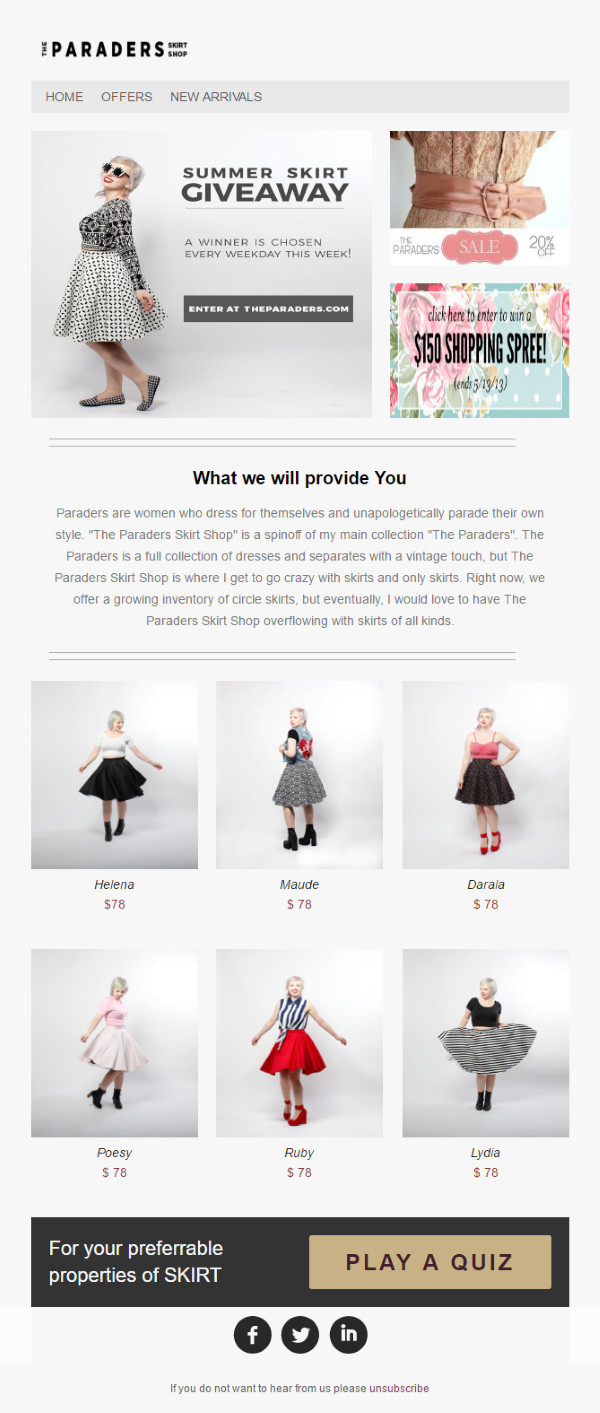 THE PARADERS SKIRT SHOP
HOME OFFERS NEW ARRIVALS
SUMMER SKIRT
GIVEAWAY
A WINNER IS CHOSEN
EVERY WEEKDAY THIS WEEK!
ENTER AT THEPARADERS.COM
THE PARADERS SALE 20% OFF
click here to enter to win a
$150 SHOPPING SPREE!
(ends 5/19/13)
What we will provide You
Paraders are women who dress for themselves and unapologetically parade their own
style. "The Paraders Skirt Shop" is a spinoff of my main collection "The Paraders". The
Paraders is a full collection of dresses and separates with a vintage touch, but The
Paraders Skirt Shop is where I get to go crazy with skirts and only skirts. Right now, we
offer a growing inventory of circle skirts, but eventually, I would love to have The
Paraders Skirt Shop overflowing with skirts of all kinds.
Helena
$78
Maude
$ 78
Darala
$ 78
Poesy
$ 78
Ruby
$ 78
Lydia
$ 78
For your preferrable
properties of SKIRT
PLAY A QUIZ
If you do not want to hear from us please unsubscribe